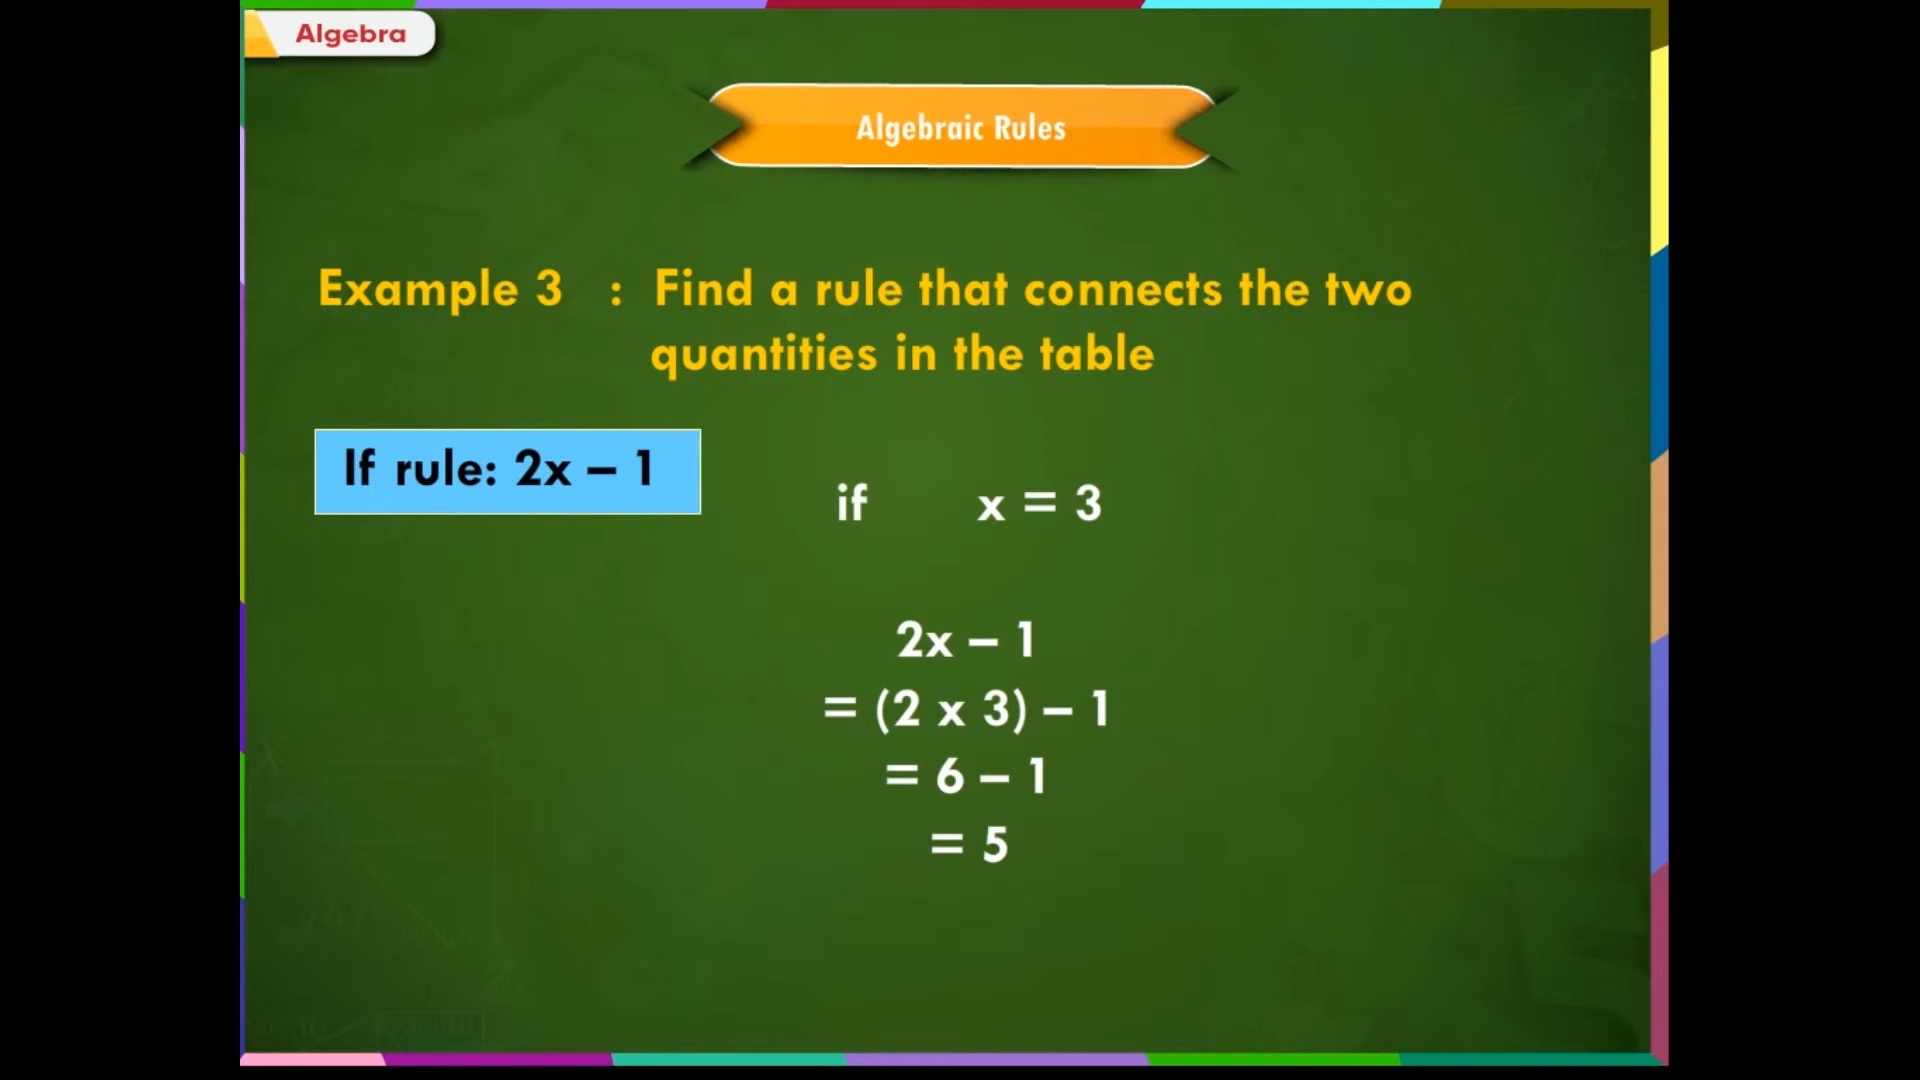 Algebra
Algebraic Rules
Example 3 : Find a rule that connects the two
quantities in the table
If rule: 2x – 1
if x = 3
2x – 1
= (2 x 3) – 1
= 6 – 1
= 5